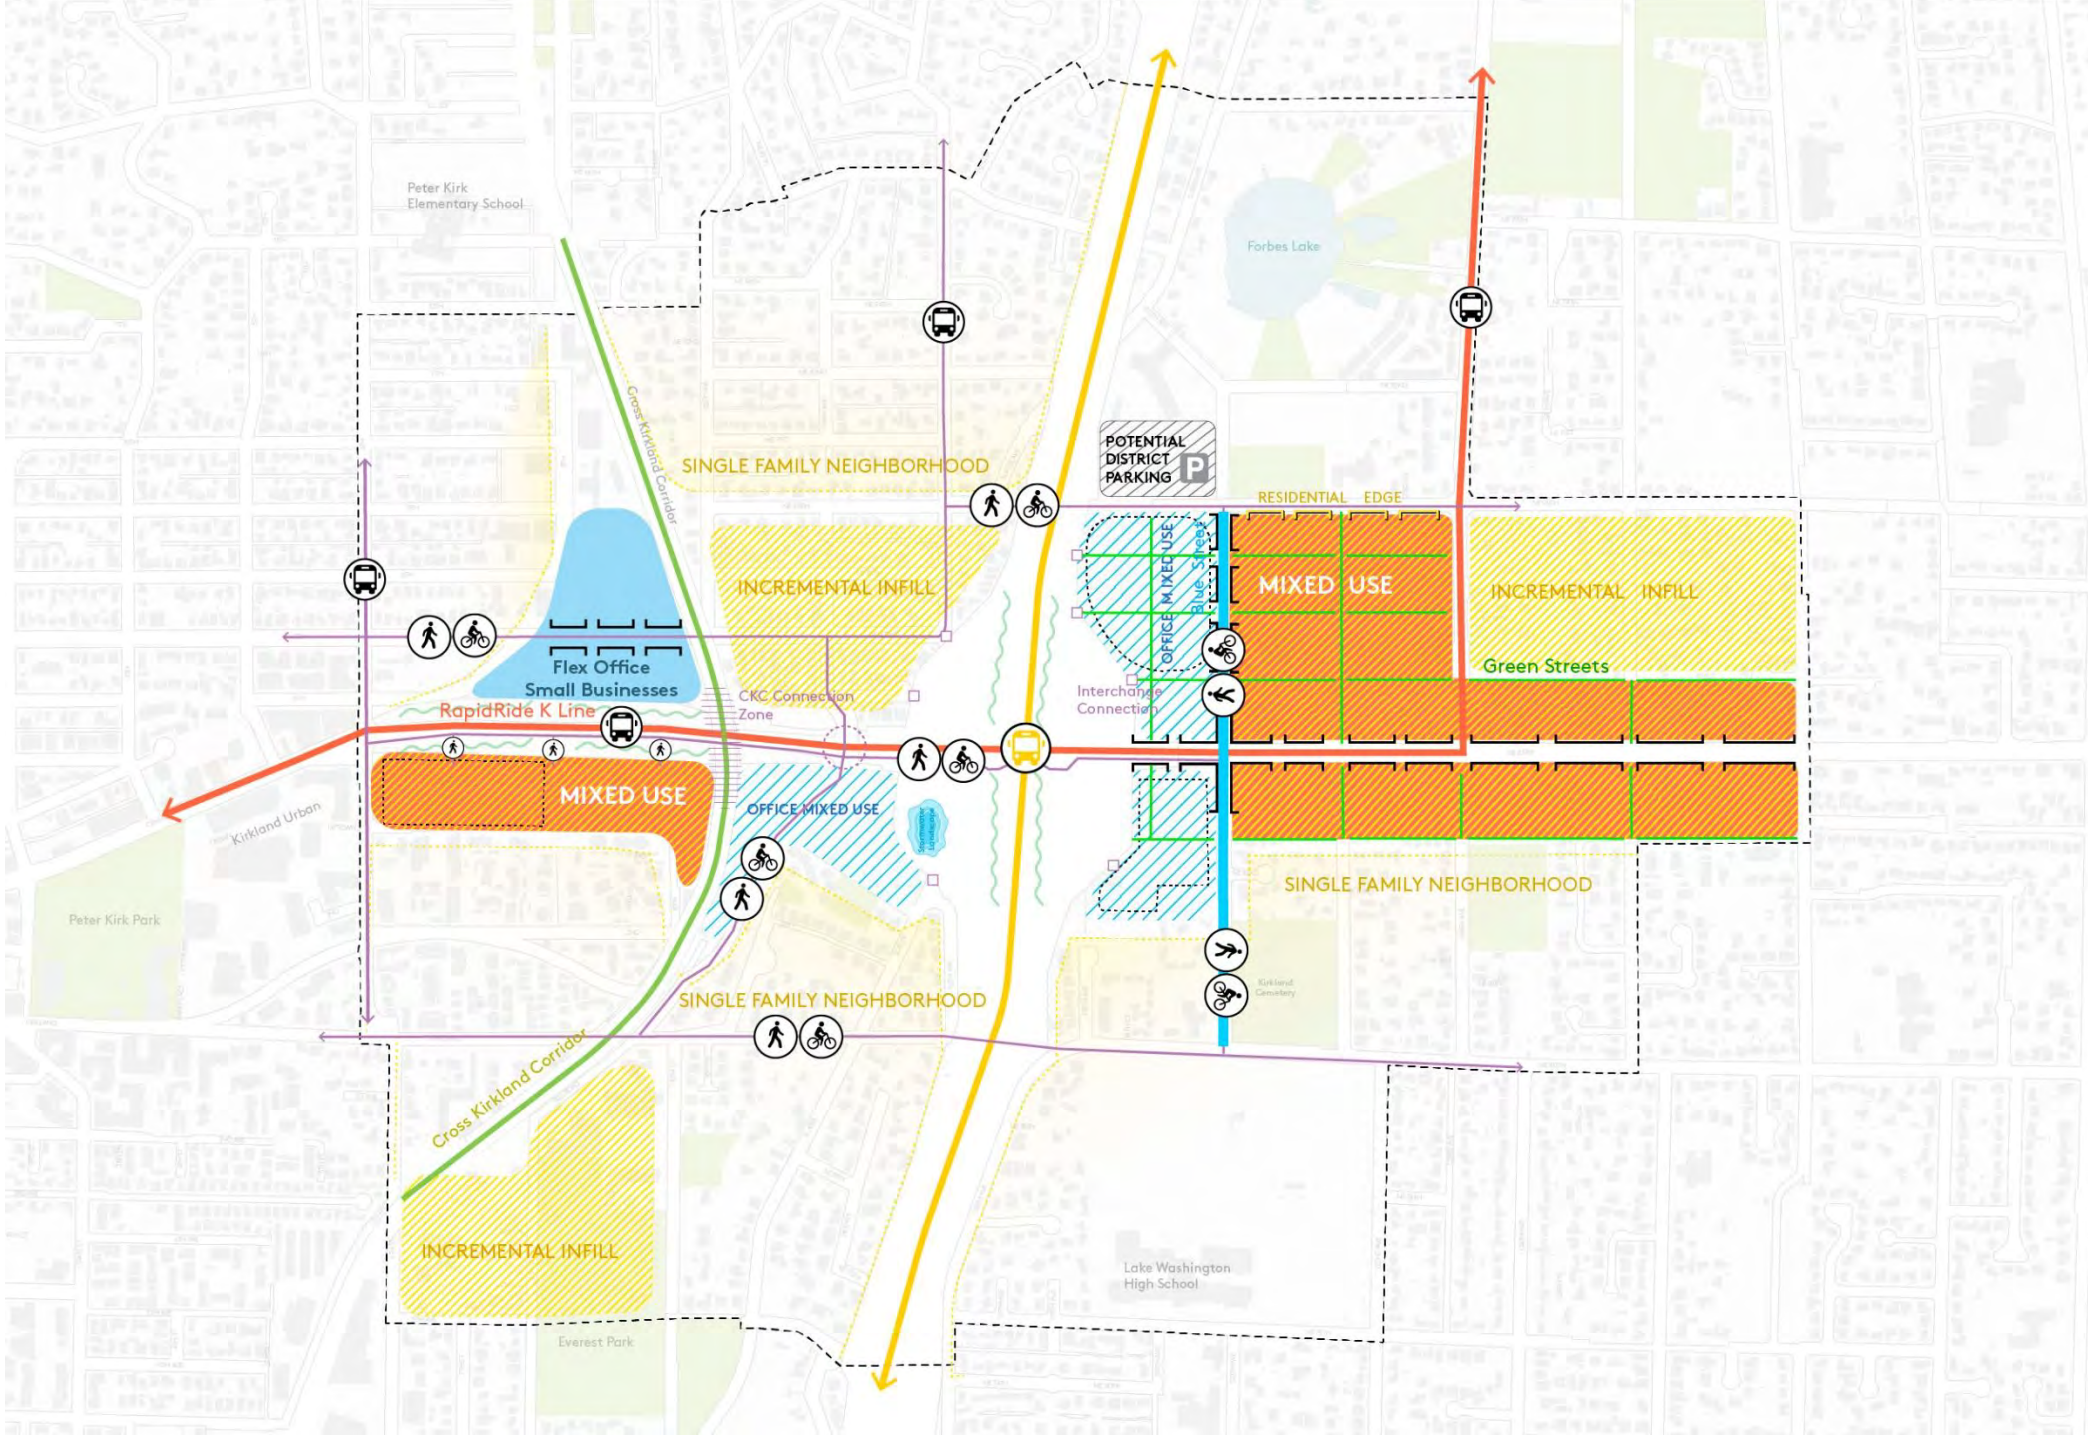 Peter Kirk
Elementary School
Forbes Lake
Cross Kirkland Corridor
SINGLE FAMILY NEIGHBORHOOD
POTENTIAL
DISTRICT
PARKING
P
RESIDENTIAL EDGE
INCREMENTAL INFILL
OFFICE MIXED USE
Blue Street
MIXED USE
INCREMENTAL INFILL
Flex Office
Small Businesses
Green Streets
CKC Connection
Zone
Interchange
Connection
RapidRide K Line
MIXED USE
OFFICE MIXED USE
Kirkland Urban
SINGLE FAMILY NEIGHBORHOOD
Peter Kirk Park
Kirkland
Cemetery
SINGLE FAMILY NEIGHBORHOOD
Cross Kirkland Corridor
INCREMENTAL INFILL
Lake Washington
High School
Everest Park